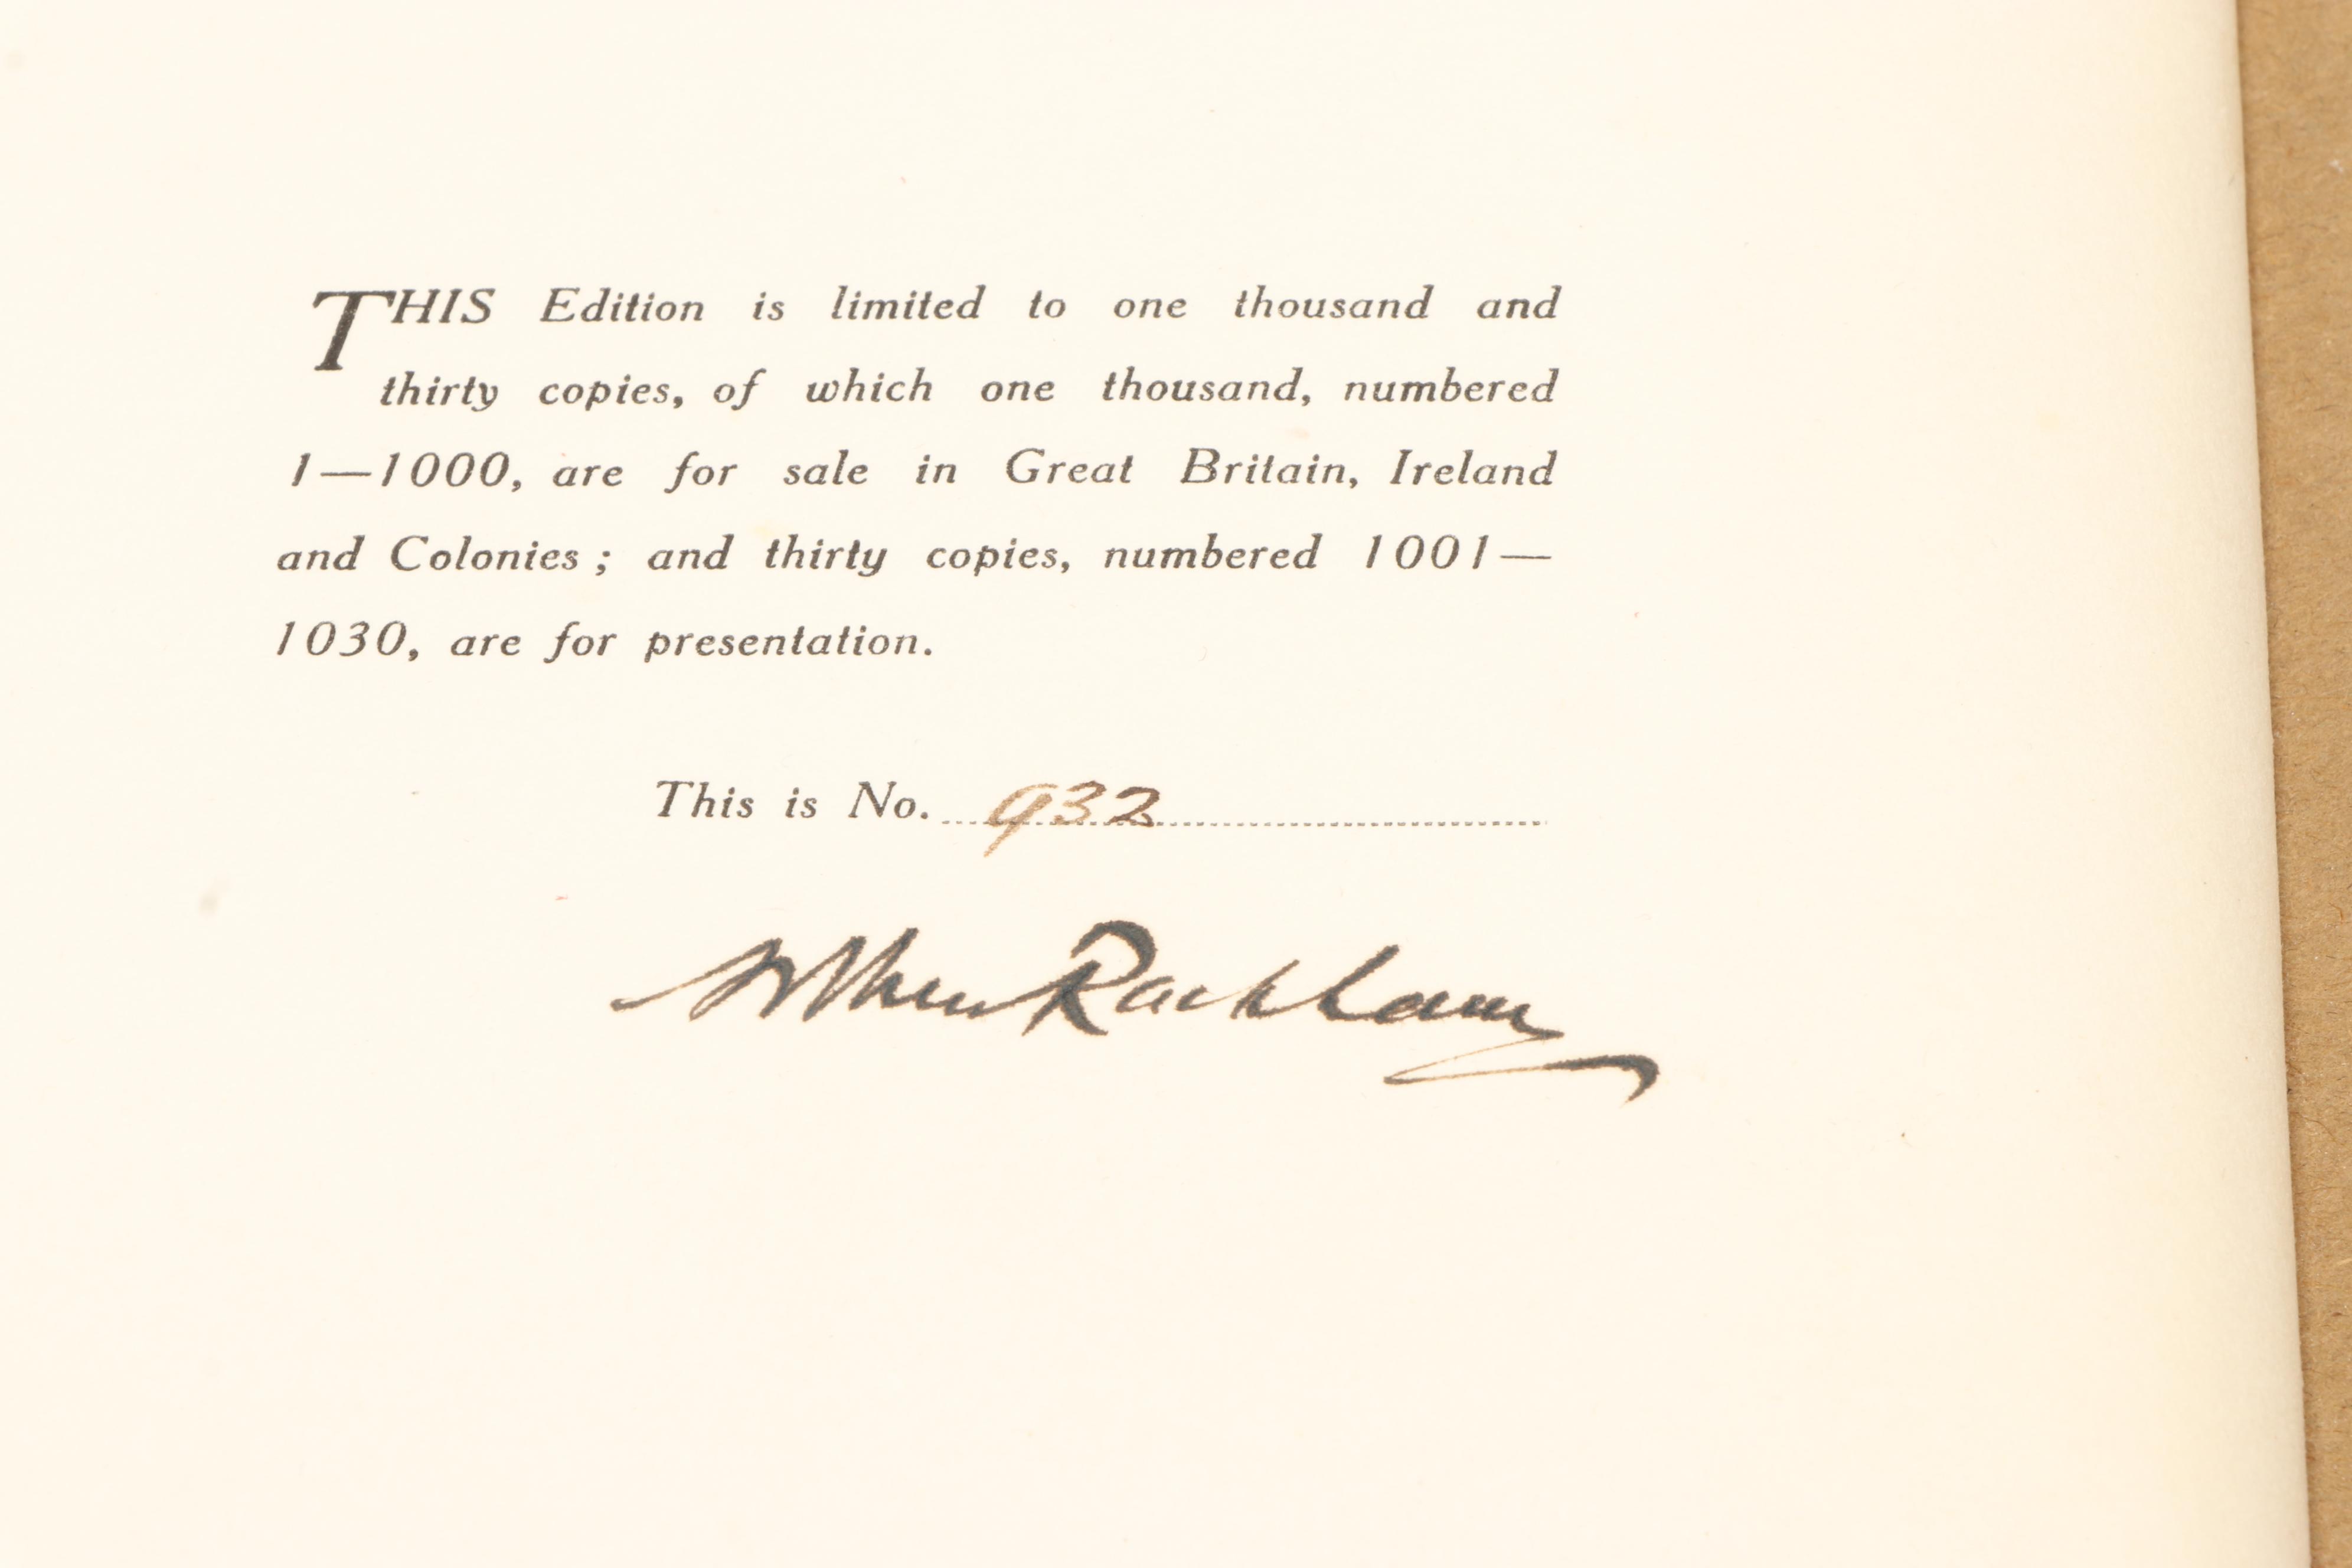 THIS Edition is limited to one thousand and
thirty copies, of which one thousand, numbered
1—1000, are for sale in Great Britain, Ireland
and Colonies ; and thirty copies, numbered 1001—
1030, are for presentation.
This is No. 932
Arthur Rackham